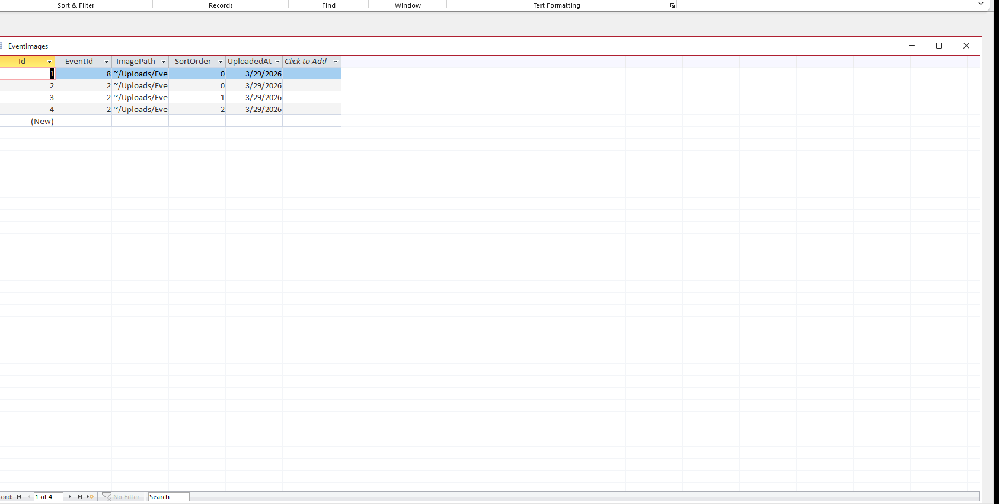 Sort & Filter Records Find Window Text Formatting
EventImages
Id EventId ImagePath SortOrder UploadedAt Click to Add
1 8 ~/Uploads/Eve 0 3/29/2026
2 2 ~/Uploads/Eve 0 3/29/2026
3 2 ~/Uploads/Eve 1 3/29/2026
4 2 ~/Uploads/Eve 2 3/29/2026
(New)
cord: 1 of 4 No Filter Search